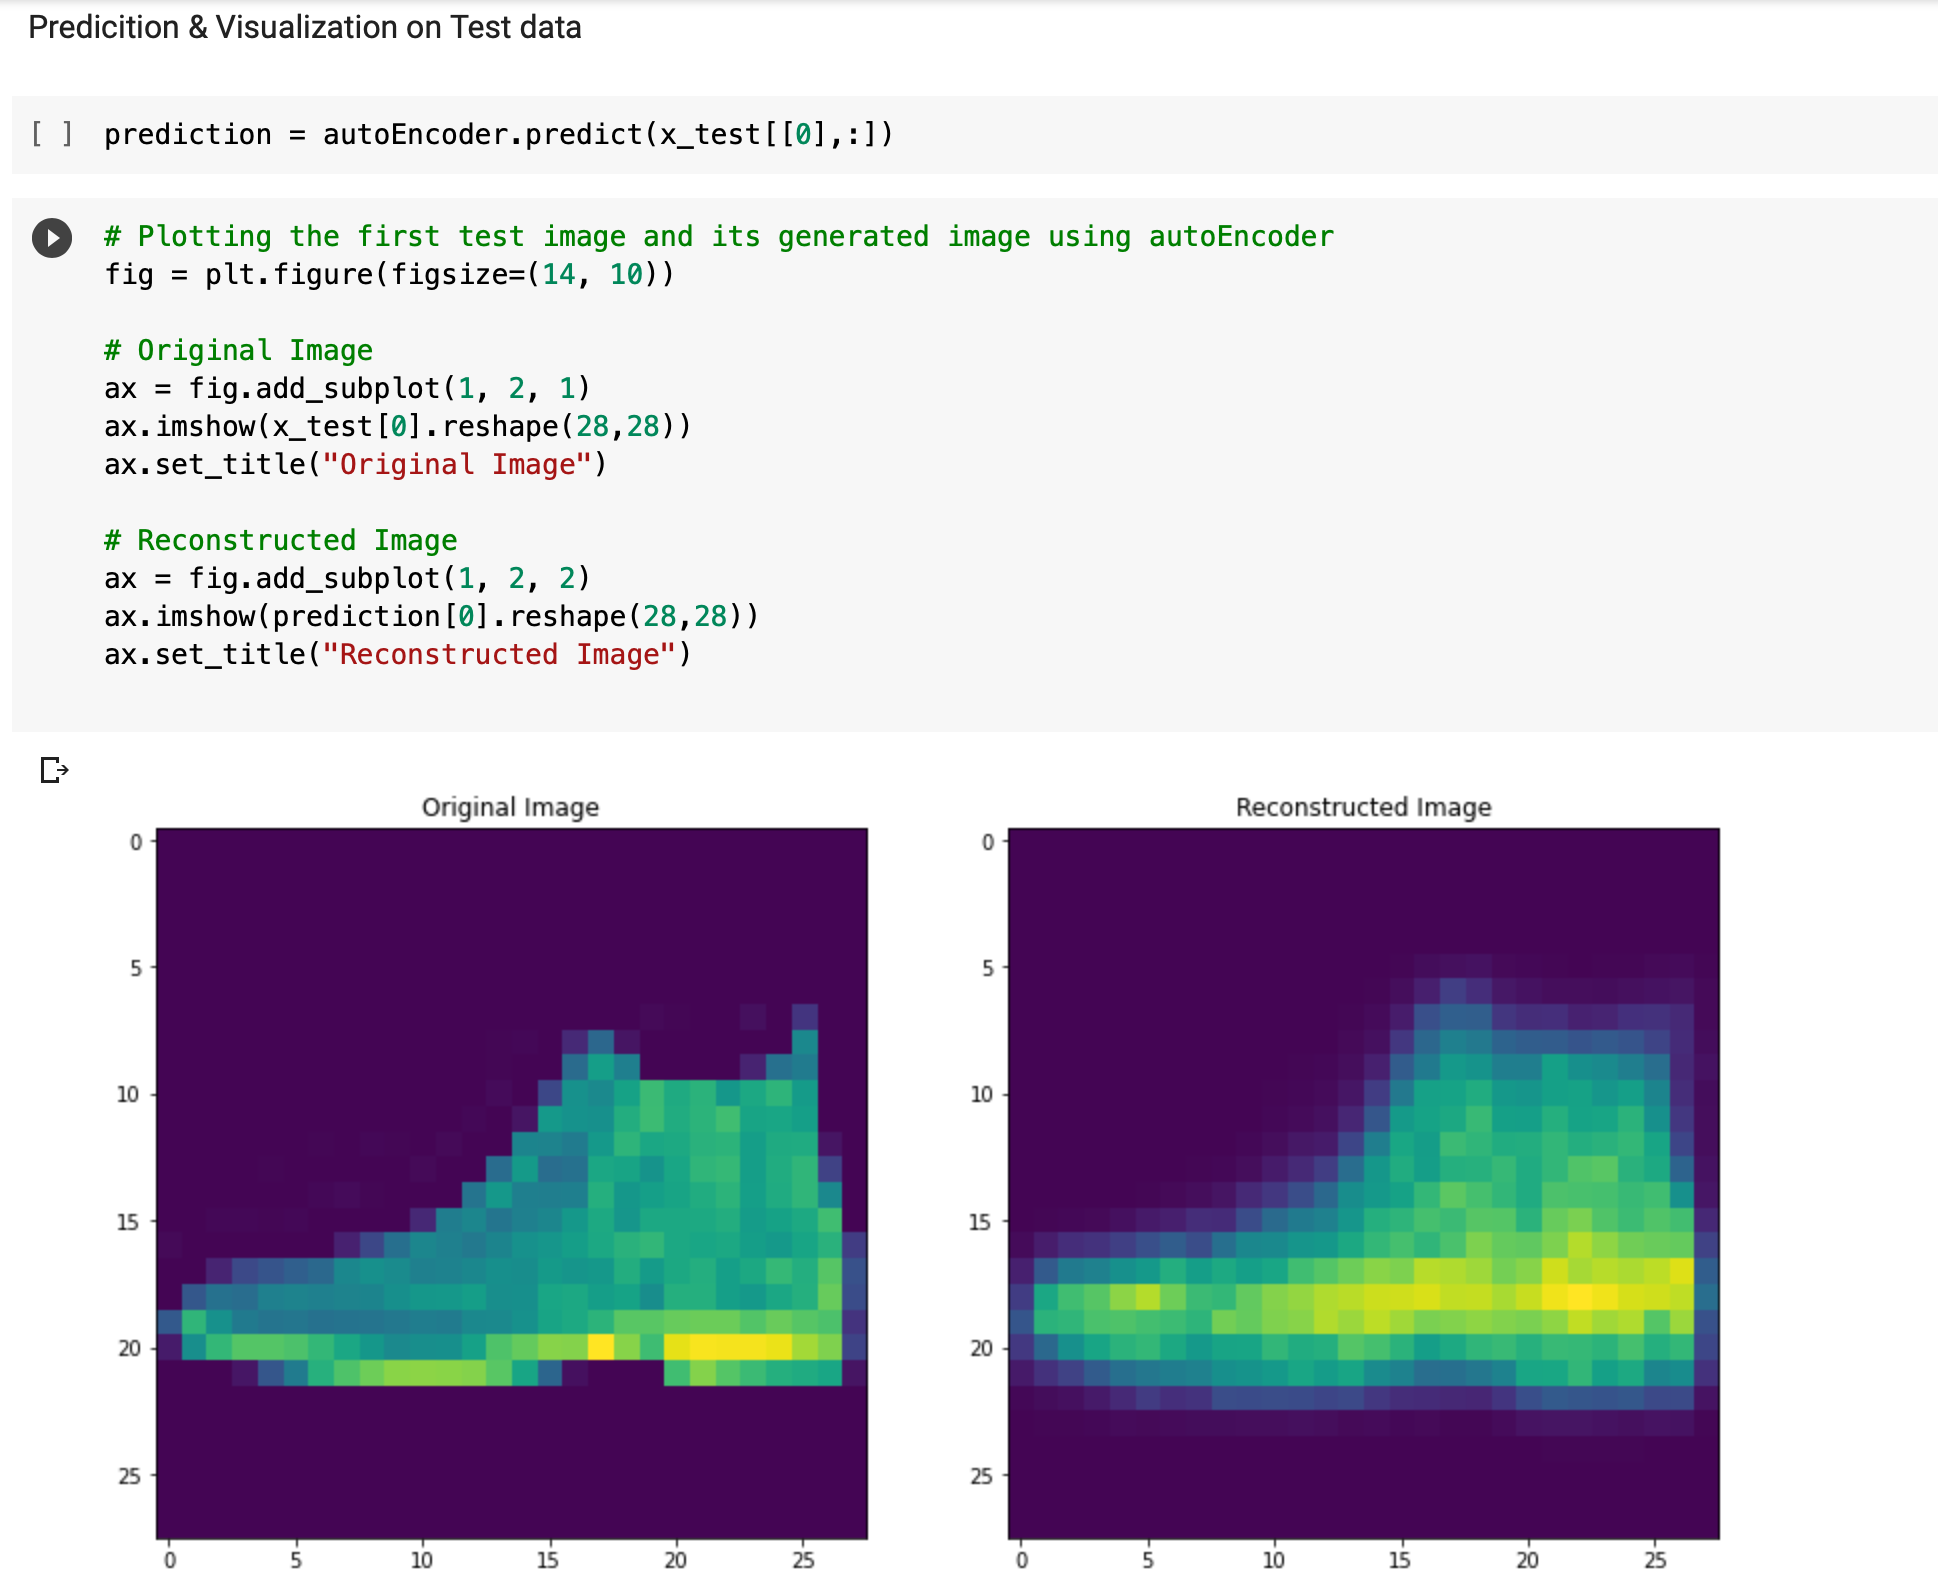 Predicition & Visualization on Test data
[ ] prediction = autoEncoder.predict(x_test[[0],:])
# Plotting the first test image and its generated image using autoEncoder
fig = plt.figure(figsize=(14, 10))
# Original Image
ax = fig.add_subplot(1, 2, 1)
ax.imshow(x_test[0].reshape(28,28))
ax.set_title("Original Image")
# Reconstructed Image
ax = fig.add_subplot(1, 2, 2)
ax.imshow(prediction[0].reshape(28,28))
ax.set_title("Reconstructed Image")
Original Image
0
5
10
15
20
25
0 5 10 15 20 25
Reconstructed Image
0
5
10
15
20
25
0 5 10 15 20 25